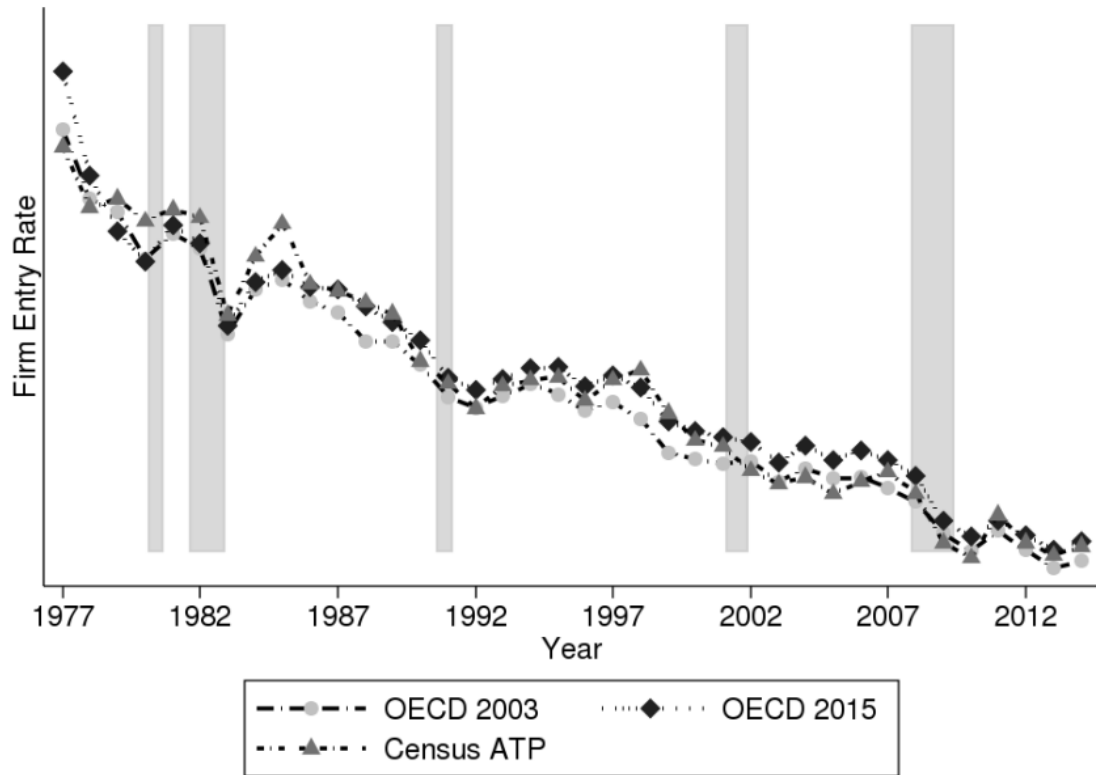 Firm Entry Rate
1977 1982 1987 1992 1997 2002 2007 2012
Year
OECD 2003 OECD 2015
Census ATP